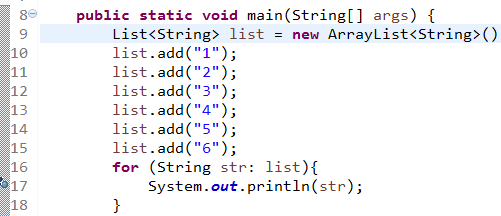 8 public static void main(String[] args) {
9 List<String> list = new ArrayList<String>()
10 list.add("1");
11 list.add("2");
12 list.add("3");
13 list.add("4");
14 list.add("5");
15 list.add("6");
16 for (String str: list){
17 System.out.println(str);
18 }